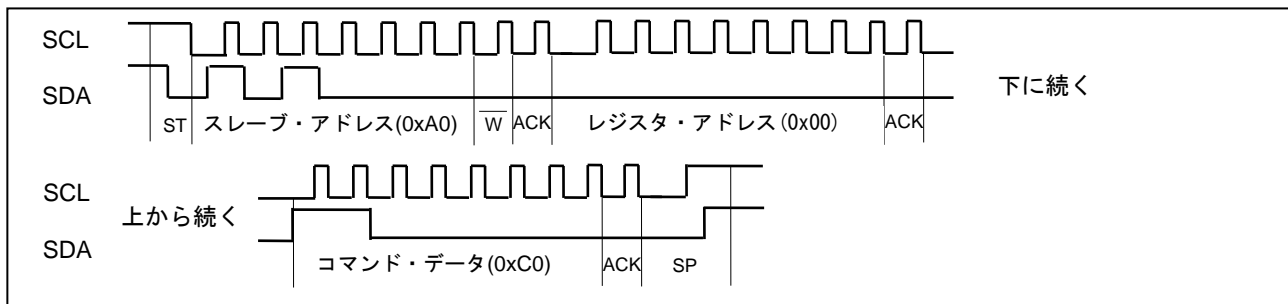 SCL
SDA
ST スレーブ・アドレス(0xA0) W ACK レジスタ・アドレス(0x00) ACK
下に続く
SCL
上から続く
SDA
コマンド・データ(0xC0) ACK SP